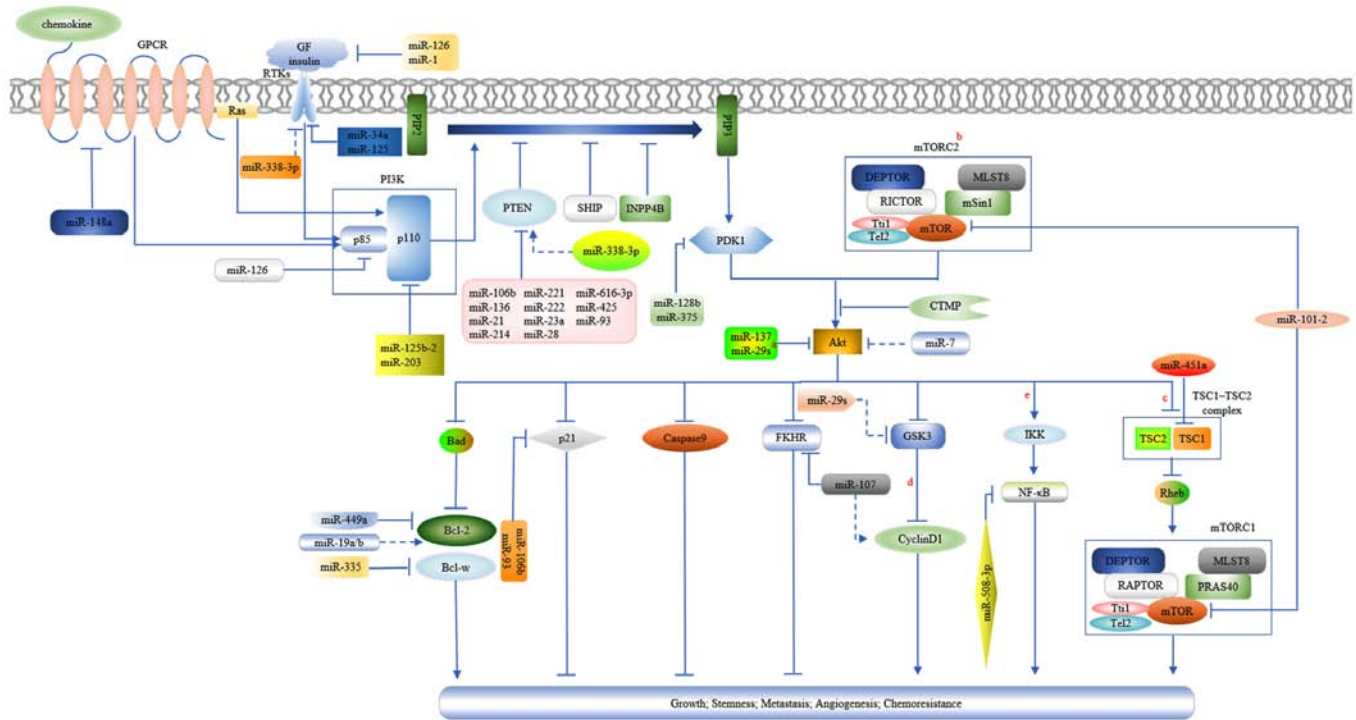 chemokine
GPCR
GF
insulin
miR-126
miR-1
RTKs
Ras
PIP2
PIP3
miR-34a
miR-125
miR-338-3p
miR-148a
PI3K
p85
p110
miR-126
miR-125b-2
miR-203
PTEN
SHIP
INPP4B
miR-338-3p
miR-106b miR-221 miR-616-3p
miR-136 miR-222 miR-425
miR-21 miR-23a miR-93
miR-214 miR-28
PDK1
miR-128b
miR-375
b
mTORC2
DEPTOR
MLST8
RICTOR
mSin1
Tti1
Tel2
mTOR
CTMP
miR-101-2
miR-137
miR-29s
a
Akt
miR-7
miR-451a
TSC1–TSC2
complex
miR-29s
e
c
Bad
p21
Caspase9
FKHR
GSK3
IKK
TSC2
TSC1
miR-107
d
NF-κB
Rheb
miR-449a
miR-19a/b
miR-335
Bcl-2
Bcl-w
miR-106b
miR-93
CyclinD1
miR-508-3p
mTORC1
DEPTOR
MLST8
RAPTOR
PRAS40
Tti1
Tel2
mTOR
Growth; Stemness; Metastasis; Angiogenesis; Chemoresistance